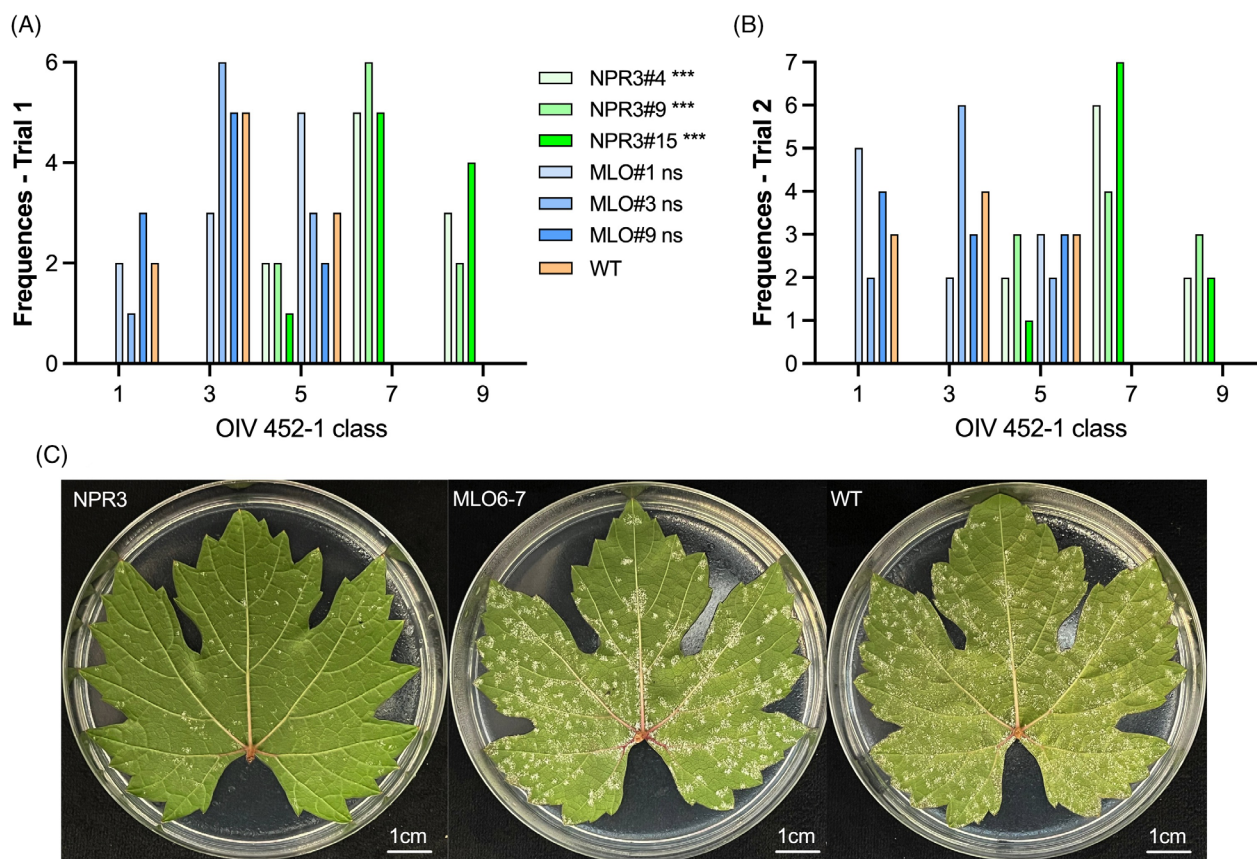 (A)
Frequences - Trial 1
6
4
2
0
1
3
5
7
9
OIV 452-1 class
NPR3#4 ***
NPR3#9 ***
NPR3#15 ***
MLO#1 ns
MLO#3 ns
MLO#9 ns
WT
(B)
Frequences - Trial 2
7
6
5
4
3
2
1
0
1
3
5
7
9
OIV 452-1 class
(C)
NPR3
1cm
MLO6-7
1cm
WT
1cm